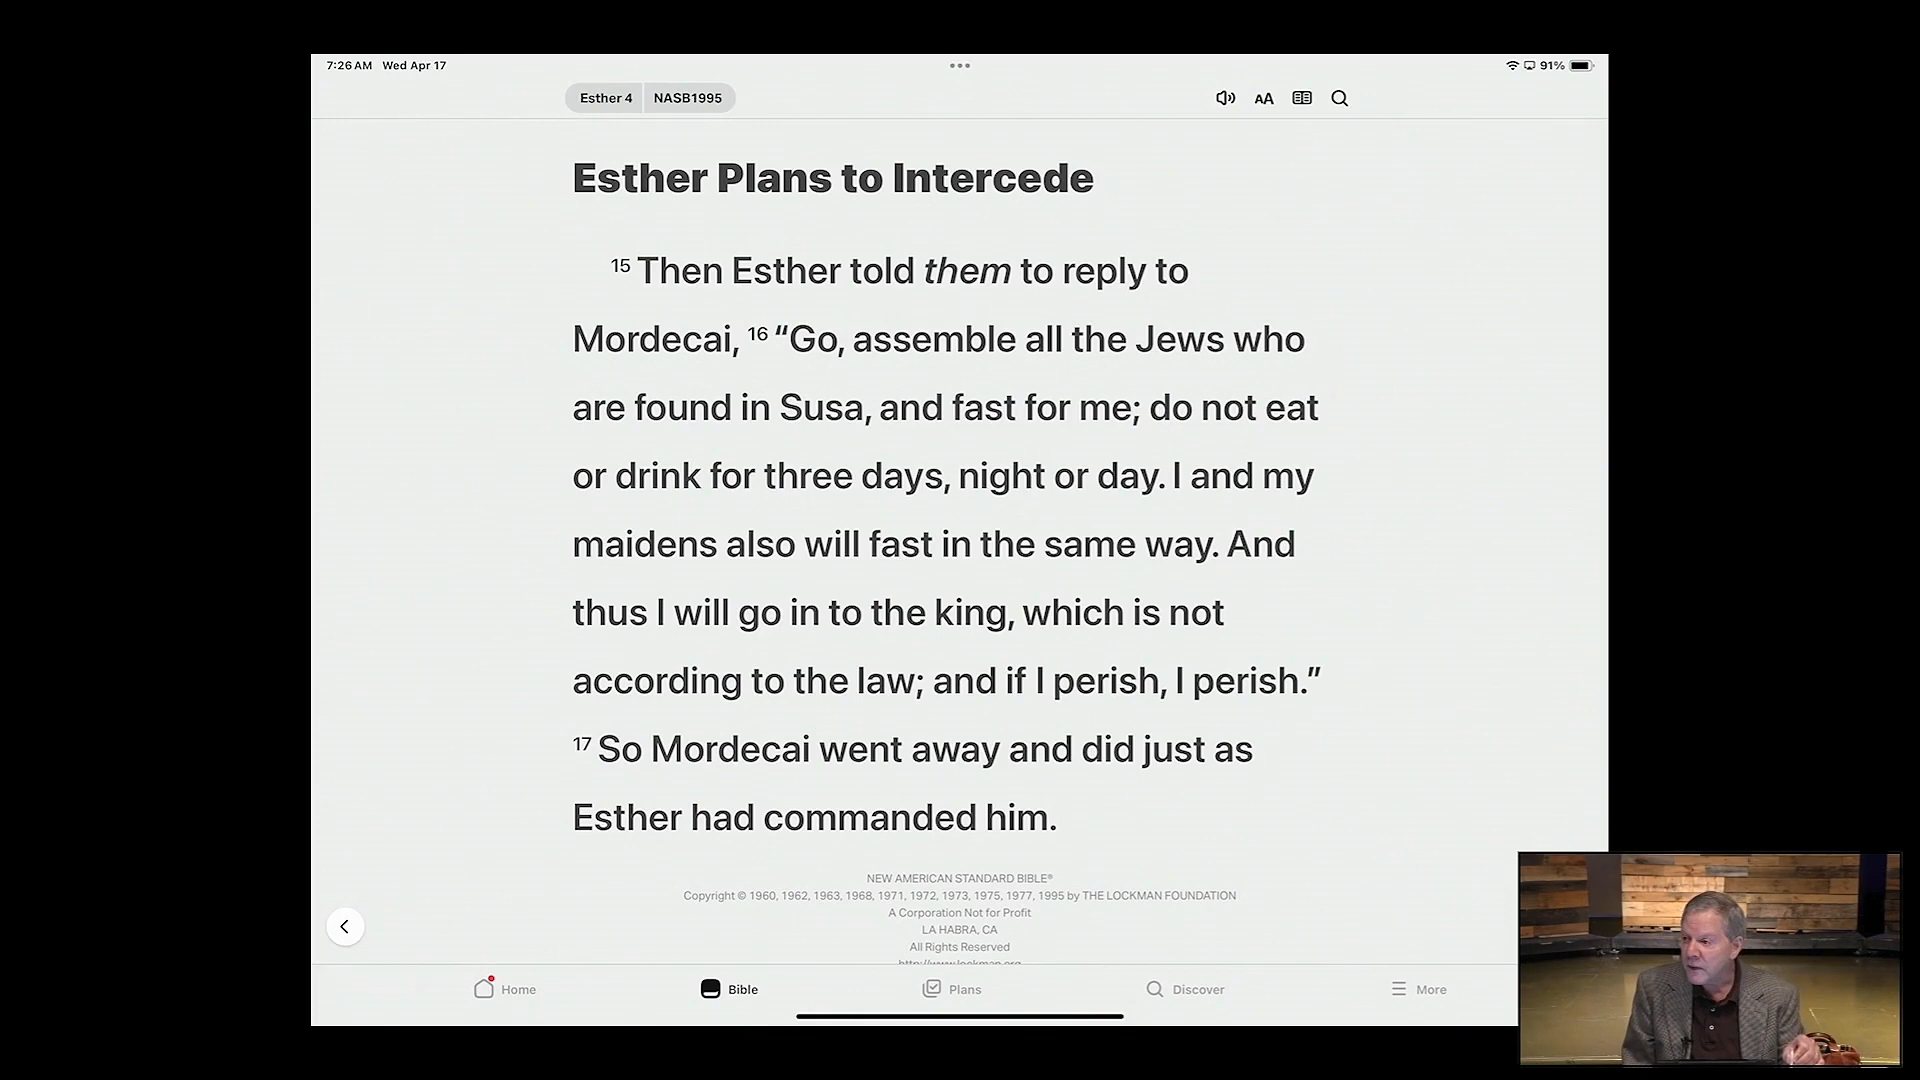 7:26 AM Wed Apr 17
91%
Esther 4 NASB1995
AA
Esther Plans to Intercede
15 Then Esther told them to reply to
Mordecai, 16 “Go, assemble all the Jews who
are found in Susa, and fast for me; do not eat
or drink for three days, night or day. I and my
maidens also will fast in the same way. And
thus I will go in to the king, which is not
according to the law; and if I perish, I perish.”
17 So Mordecai went away and did just as
Esther had commanded him.
NEW AMERICAN STANDARD BIBLE®
Copyright © 1960, 1962, 1963, 1968, 1971, 1972, 1973, 1975, 1977, 1995 by THE LOCKMAN FOUNDATION
A Corporation Not for Profit
LA HABRA, CA
All Rights Reserved
http://www.lockman.org
Home Bible Plans Discover More